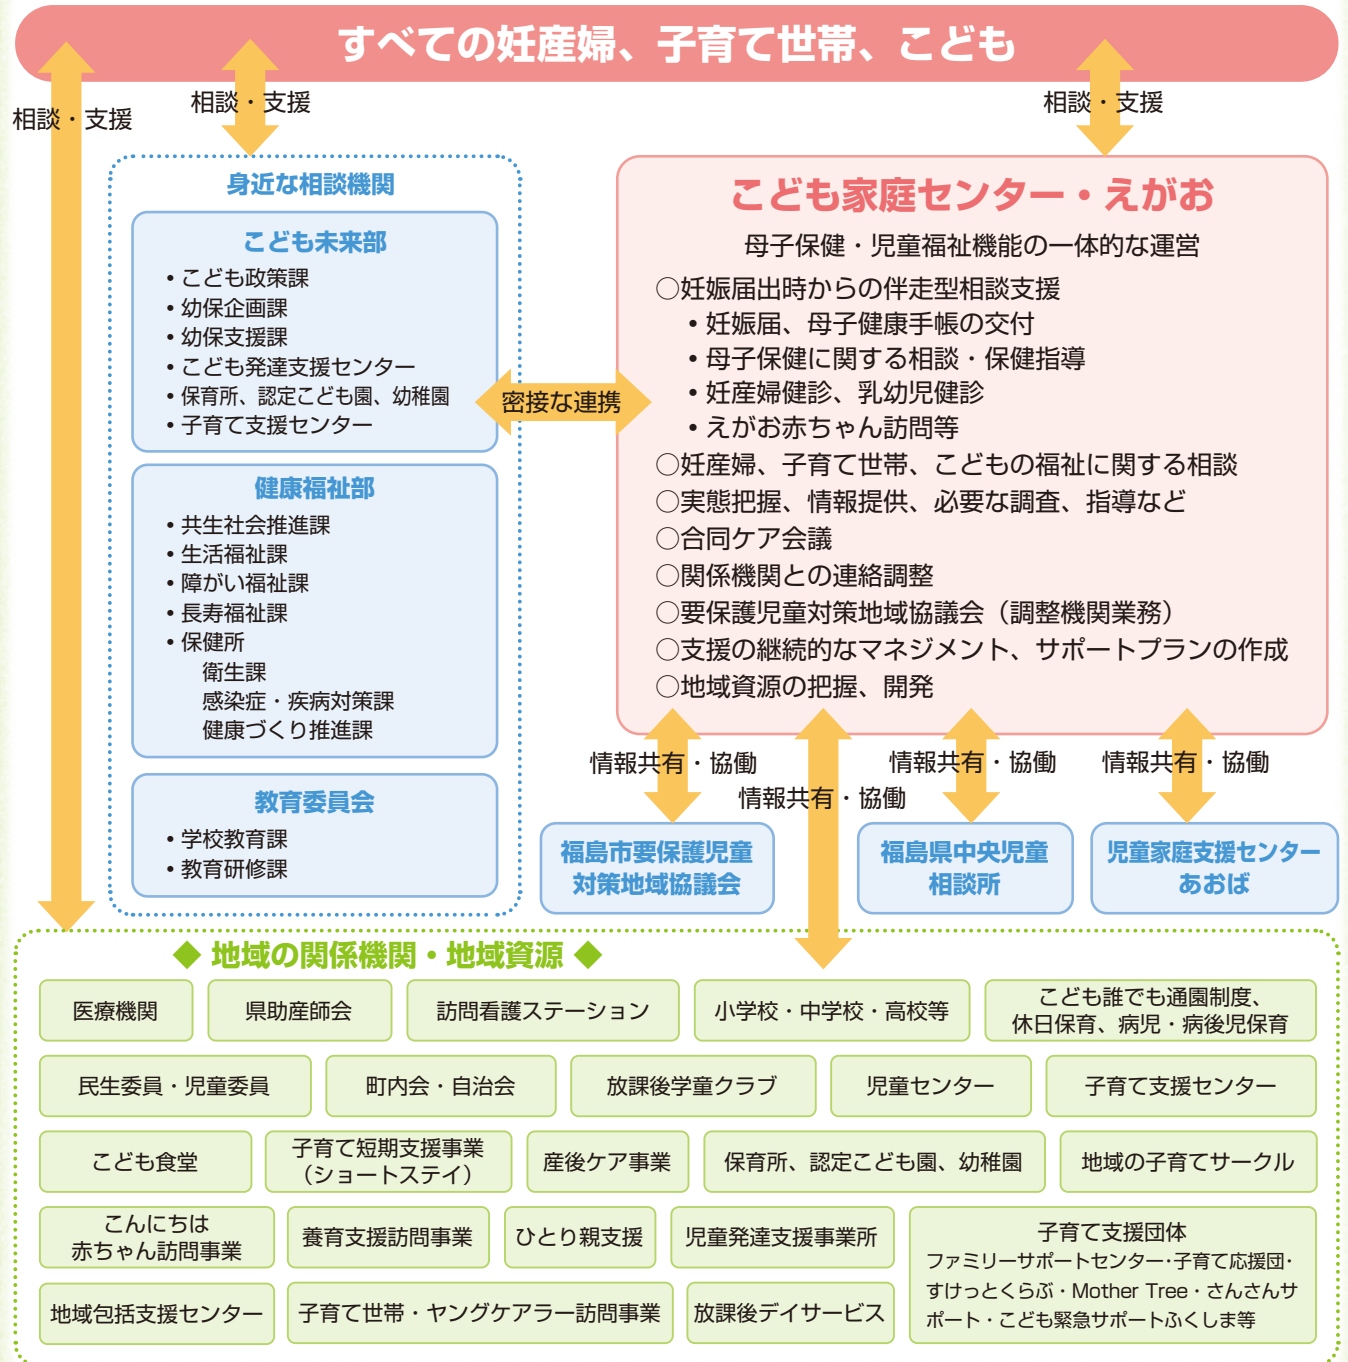 すべての妊産婦、子育て世帯、こども
相談・支援
相談・支援
相談・支援
身近な相談機関
こども未来部
・こども政策課
・幼保企画課
・幼保支援課
・こども発達支援センター
・保育所、認定こども園、幼稚園
・子育て支援センター
健康福祉部
・共生社会推進課
・生活福祉課
・障がい福祉課
・長寿福祉課
・保健所
衛生課
感染症・疾病対策課
健康づくり推進課
教育委員会
・学校教育課
・教育研修課
密接な連携
こども家庭センター・えがお
母子保健・児童福祉機能の一体的な運営
○妊娠届出時からの伴走型相談支援
・妊娠届、母子健康手帳の交付
・母子保健に関する相談・保健指導
・妊産婦健診、乳幼児健診
・えがお赤ちゃん訪問等
○妊産婦、子育て世帯、こどもの福祉に関する相談
○実態把握、情報提供、必要な調査、指導など
○合同ケア会議
○関係機関との連絡調整
○要保護児童対策地域協議会（調整機関業務）
○支援の継続的なマネジメント、サポートプランの作成
○地域資源の把握、開発
情報共有・協働
情報共有・協働
情報共有・協働
情報共有・協働
福島市要保護児童
対策地域協議会
福島県中央児童
相談所
児童家庭支援センター
あおば
◆ 地域の関係機関・地域資源 ◆
医療機関
県助産師会
訪問看護ステーション
小学校・中学校・高校等
こども誰でも通園制度、
休日保育、病児・病後児保育
民生委員・児童委員
町内会・自治会
放課後学童クラブ
児童センター
子育て支援センター
こども食堂
子育て短期支援事業
（ショートステイ）
産後ケア事業
保育所、認定こども園、幼稚園
地域の子育てサークル
こんにちは
赤ちゃん訪問事業
養育支援訪問事業
ひとり親支援
児童発達支援事業所
子育て支援団体
ファミリーサポートセンター・子育て応援団・
すけっとくらぶ・Mother Tree・さんさんサ
ポート・こども緊急サポートふくしま等
地域包括支援センター
子育て世帯・ヤングケアラー訪問事業
放課後デイサービス